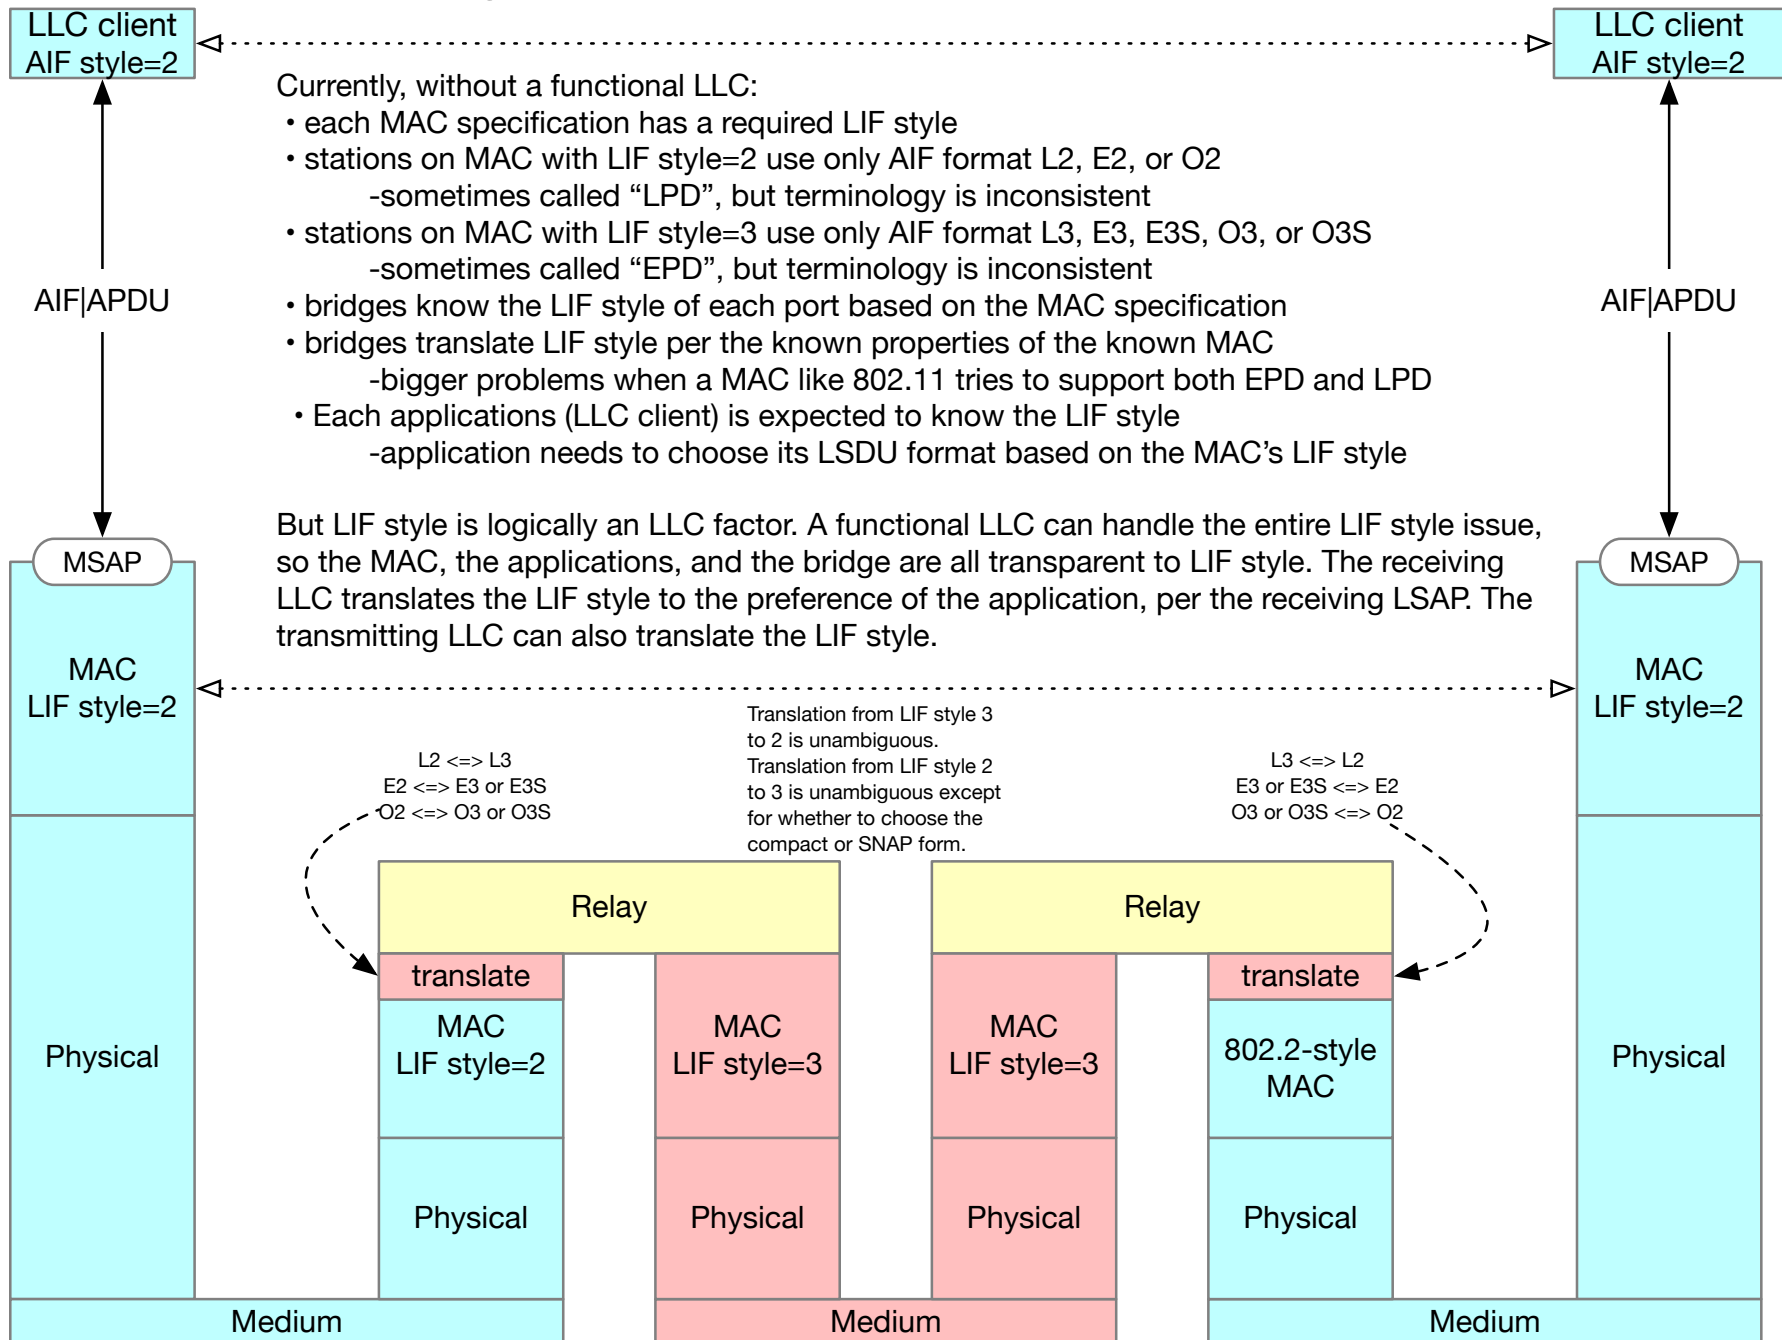 LLC client
AIF style=2
LLC client
AIF style=2
Currently, without a functional LLC:
• each MAC specification has a required LIF style
• stations on MAC with LIF style=2 use only AIF format L2, E2, or O2
-sometimes called “LPD”, but terminology is inconsistent
• stations on MAC with LIF style=3 use only AIF format L3, E3, E3S, O3, or O3S
-sometimes called “EPD”, but terminology is inconsistent
• bridges know the LIF style of each port based on the MAC specification
• bridges translate LIF style per the known properties of the known MAC
-bigger problems when a MAC like 802.11 tries to support both EPD and LPD
• Each applications (LLC client) is expected to know the LIF style
-application needs to choose its LSDU format based on the MAC’s LIF style
AIF|APDU
AIF|APDU
But LIF style is logically an LLC factor. A functional LLC can handle the entire LIF style issue,
so the MAC, the applications, and the bridge are all transparent to LIF style. The receiving
LLC translates the LIF style to the preference of the application, per the receiving LSAP. The
transmitting LLC can also translate the LIF style.
MSAP
MSAP
MAC
LIF style=2
MAC
LIF style=2
Translation from LIF style 3
to 2 is unambiguous.
Translation from LIF style 2
to 3 is unambiguous except
for whether to choose the
compact or SNAP form.
L2 <=> L3
E2 <=> E3 or E3S
O2 <=> O3 or O3S
L3 <=> L2
E3 or E3S <=> E2
O3 or O3S <=> O2
Relay
Relay
translate
translate
MAC
LIF style=2
MAC
LIF style=3
MAC
LIF style=3
802.2-style
MAC
Physical
Physical
Physical
Physical
Physical
Physical
Medium
Medium
Medium